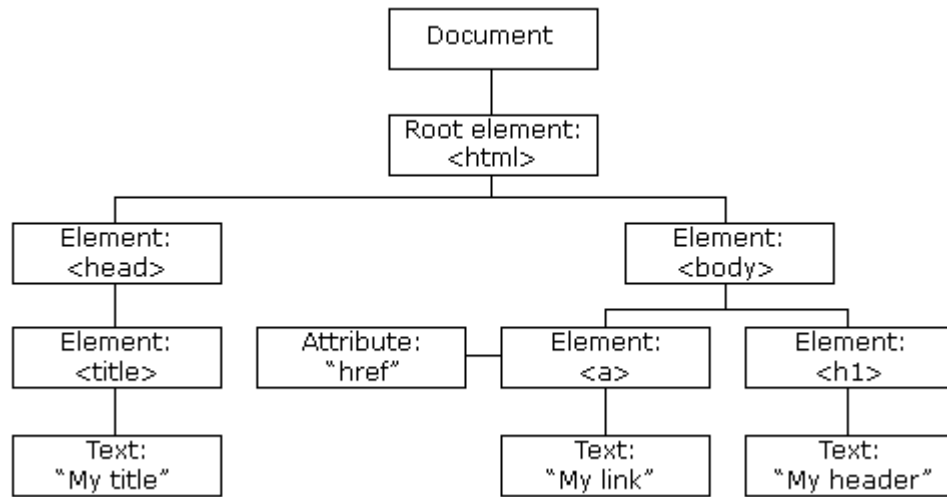 Document
Root element:
<html>
Element:
<head>
Element:
<body>
Element:
<title>
Attribute:
“href”
Element:
<a>
Element:
<h1>
Text:
“My title”
Text:
“My link”
Text:
“My header”